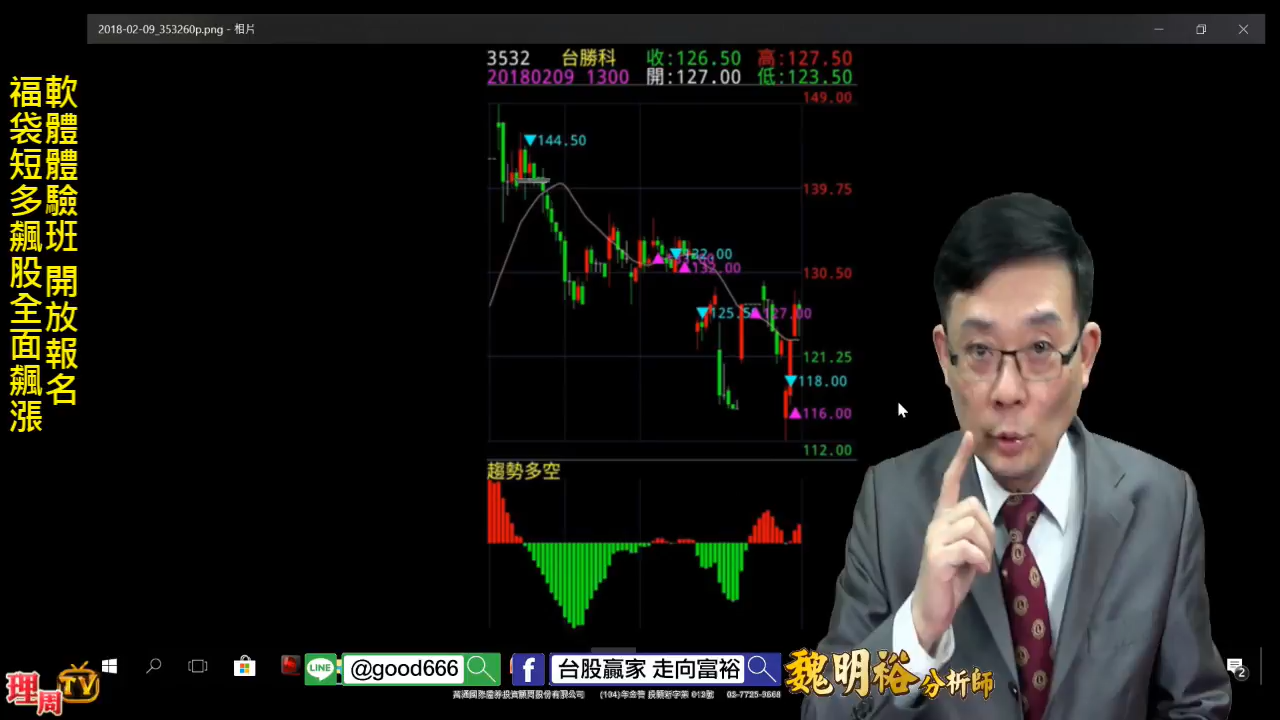 2018-02-09_353260p.png - 相片
軟體體驗班 開放報名
福袋短多飆股全面飆漲
3532 台勝科 收:126.50 高:127.50
20180209 1300 開:127.00 低:123.50
149.00
144.50
139.75
132.00
132.00
130.50
127.00
121.25
118.00
116.00
112.00
趨勢多空
理周TV
LINE @good666
f 台股贏家 走向富裕
魏明裕 分析師
2